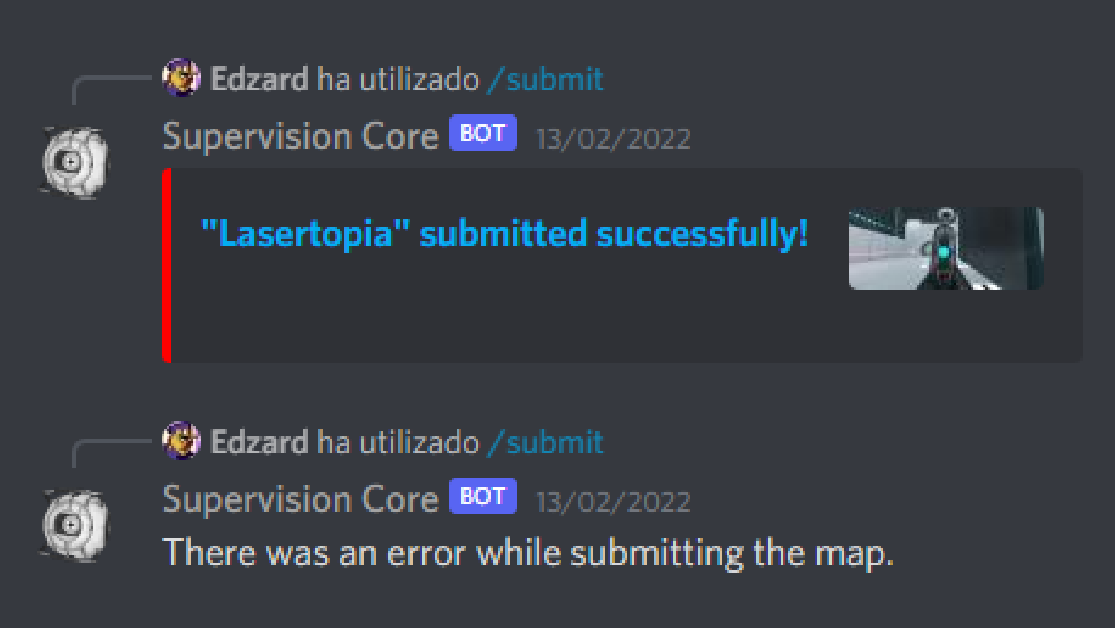 Edzard ha utilizado /submit
Supervision Core BOT 13/02/2022
"Lasertopia" submitted successfully!
Edzard ha utilizado /submit
Supervision Core BOT 13/02/2022
There was an error while submitting the map.